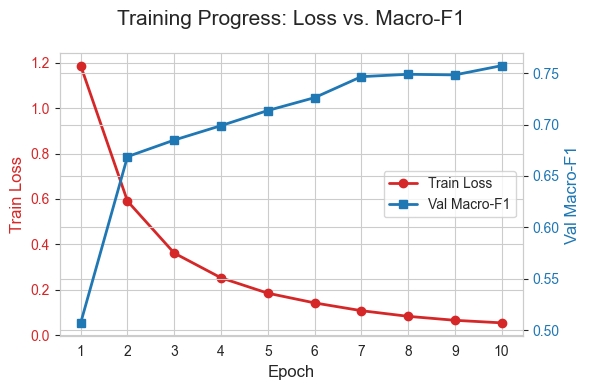 Training Progress: Loss vs. Macro-F1
Train Loss
1.2
1.0
0.8
0.6
0.4
0.2
0.0
Train Loss
Val Macro-F1
0.75
0.70
0.65
0.60
0.55
0.50
Val Macro-F1
1 2 3 4 5 6 7 8 9 10
Epoch